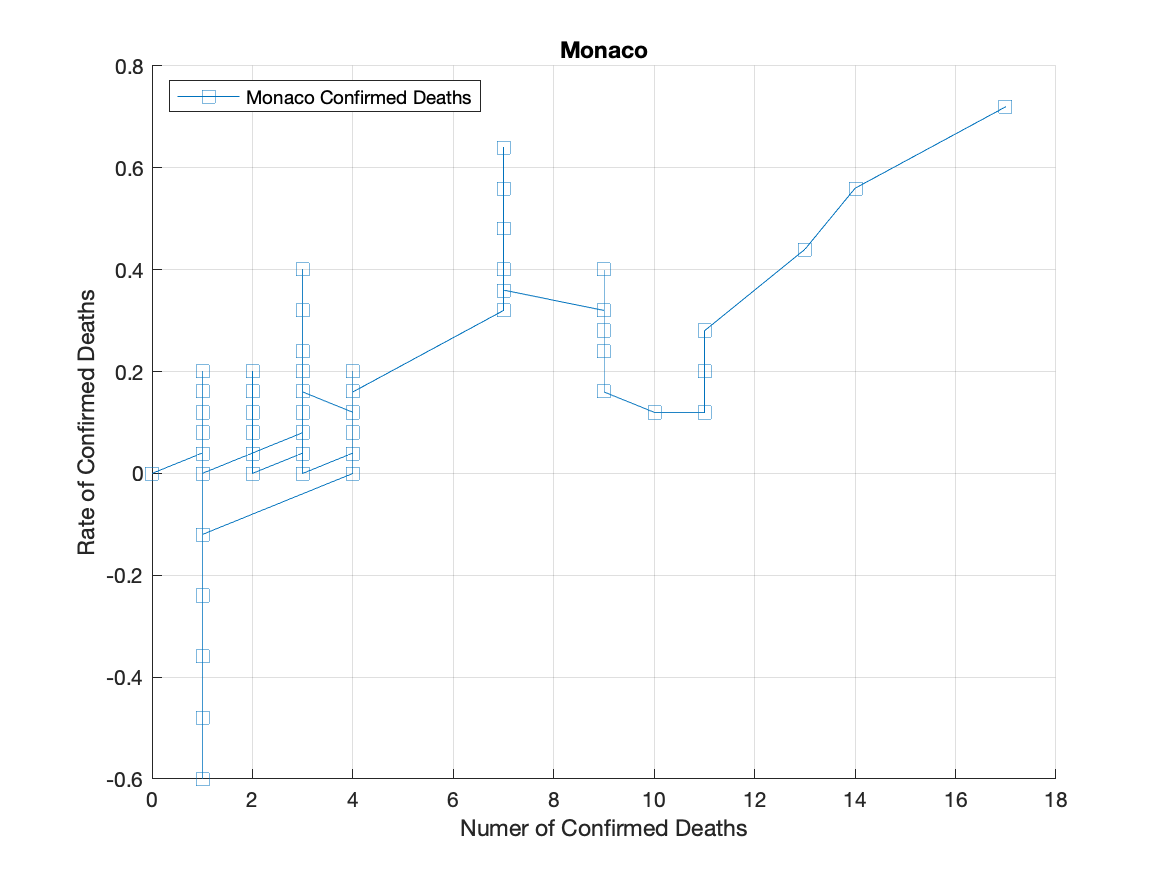 Monaco
0.8
Monaco Confirmed Deaths
0.6
0.4
0.2
0
-0.2
-0.4
-0.6
Rate of Confirmed Deaths
0 2 4 6 8 10 12 14 16 18
Numer of Confirmed Deaths